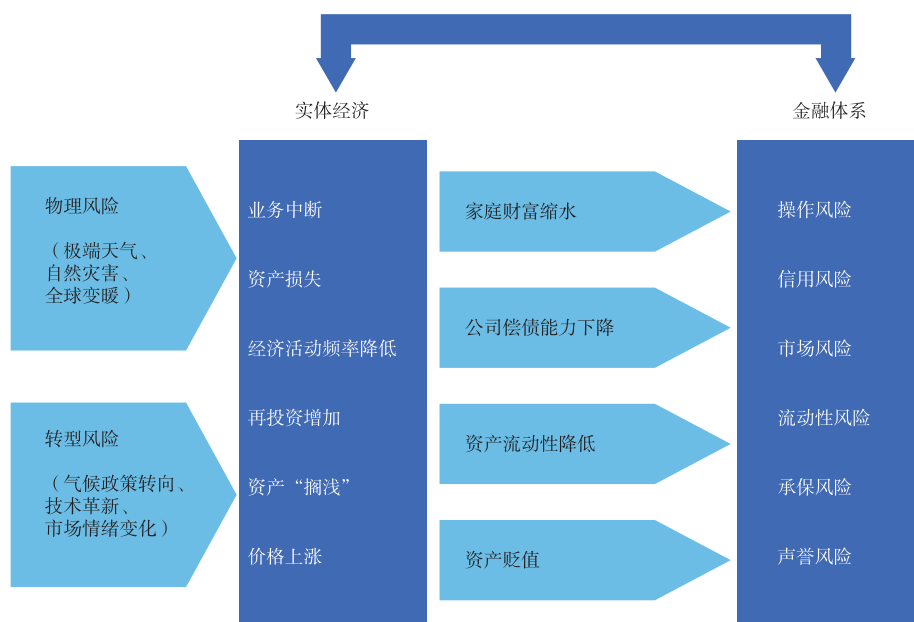 实体经济
金融体系
物理风险
（极端天气、
自然灾害、
全球变暖）
转型风险
（气候政策转向、
技术革新、
市场情绪变化）
业务中断
资产损失
经济活动频率降低
再投资增加
资产“搁浅”
价格上涨
家庭财富缩水
公司偿债能力下降
资产流动性降低
资产贬值
操作风险
信用风险
市场风险
流动性风险
承保风险
声誉风险